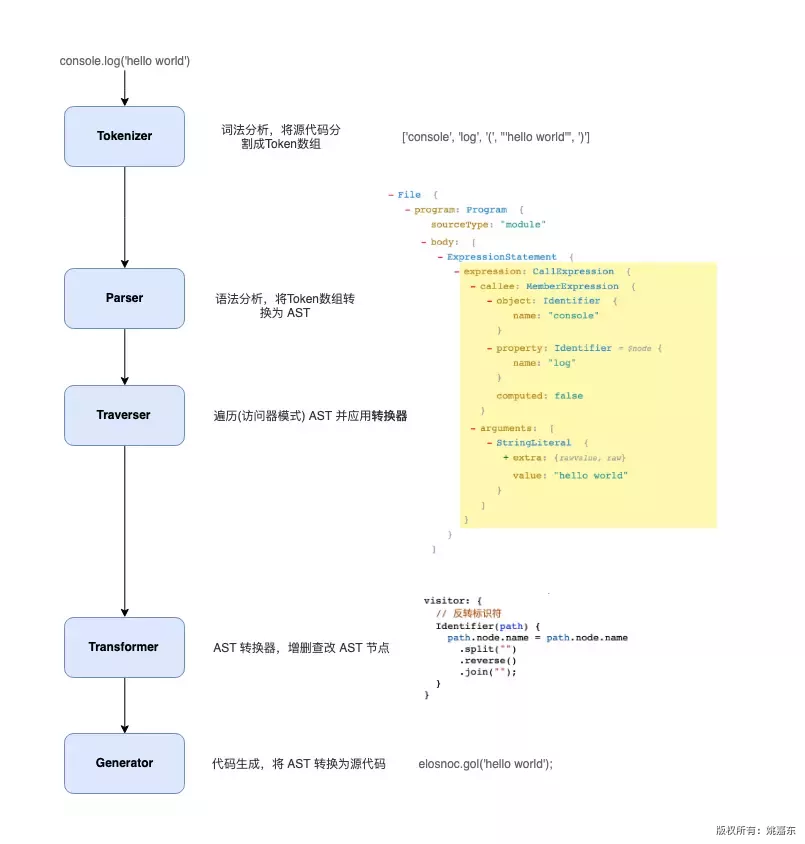 console.log('hello world')
Tokenizer
词法分析，将源代码分
割成Token数组
['console', 'log', '(', "'hello world'", ')']
− File {
− program: Program {
sourceType: "module"
− body: [
− ExpressionStatement {
− expression: CallExpression {
− callee: MemberExpression {
− object: Identifier {
name: "console"
}
− property: Identifier = $node {
name: "log"
}
computed: false
}
− arguments: [
− StringLiteral {
+ extra: {rawValue, raw}
value: "hello world"
}
]
}
}
]
Parser
语法分析，将Token数组转
换为 AST
Traverser
遍历(访问器模式) AST 并应用转换器
Transformer
AST 转换器，增删查改 AST 节点
visitor: {
// 反转标识符
Identifier(path) {
path.node.name = path.node.name
.split("")
.reverse()
.join("");
}
}
Generator
代码生成，将 AST 转换为源代码
elosnoc.gol('hello world');
版权所有：姚嘉东